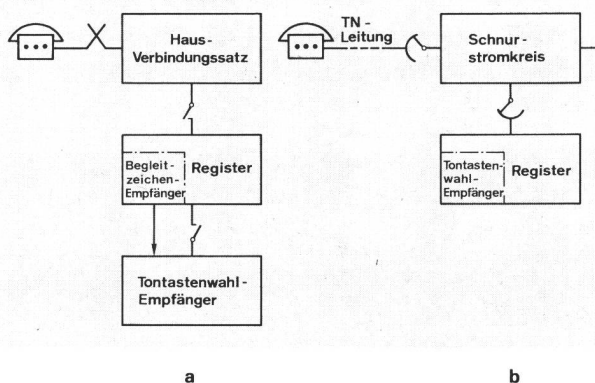 Haus-
Verbindungssatz
Begleit-
zeichen-
Empfänger
Register
Tontastenwahl-
Empfänger
a
TN-
Leitung
Schnur-
stromkreis
Tontasten-
wahl-
Empfänger
Register
b